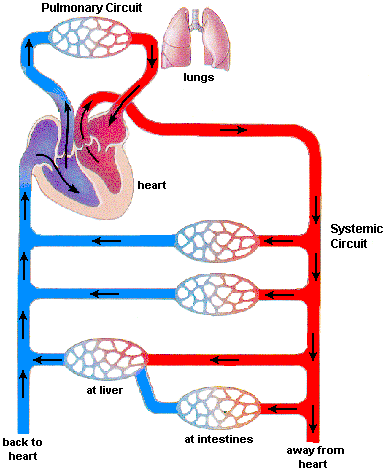 Pulmonary Circuit
lungs
heart
Systemic
Circuit
at liver
at intestines
back to
heart
away from
heart